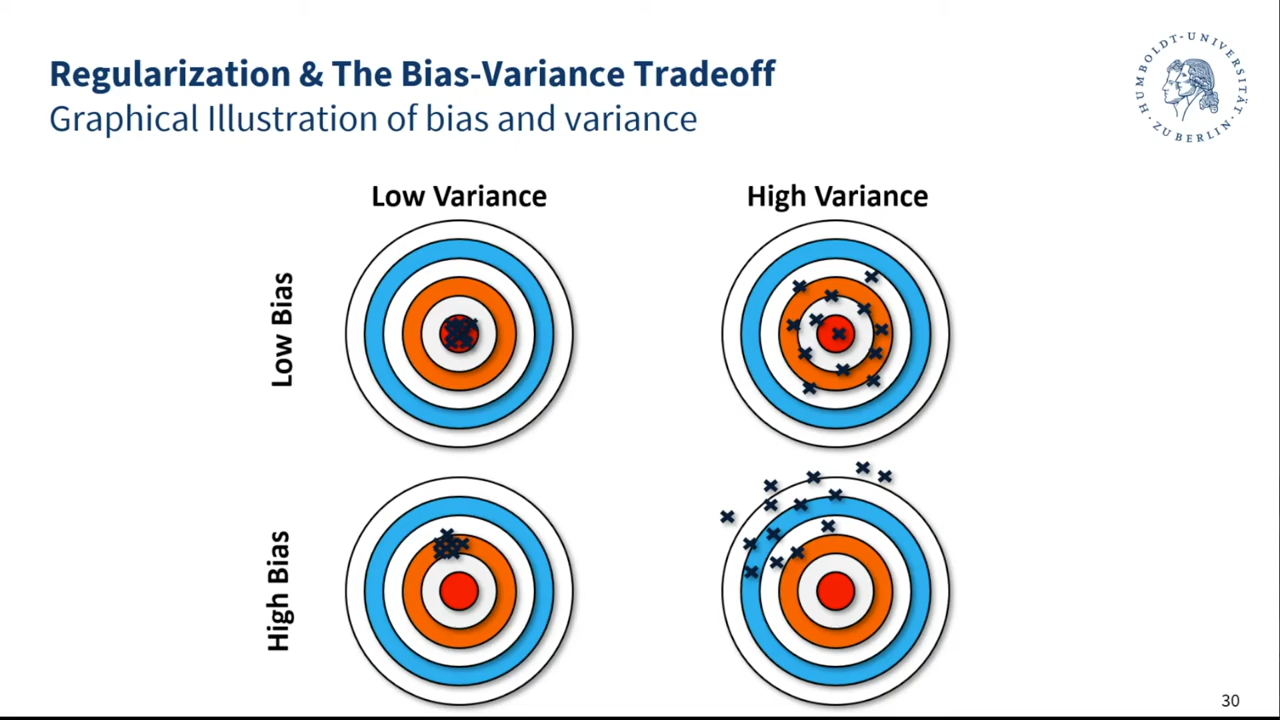 Regularization & The Bias-Variance Tradeoff
Graphical Illustration of bias and variance
HUMBOLDT-UNIVERSITÄT
· ZU BERLIN ·
Low Variance
High Variance
Low Bias
High Bias
30